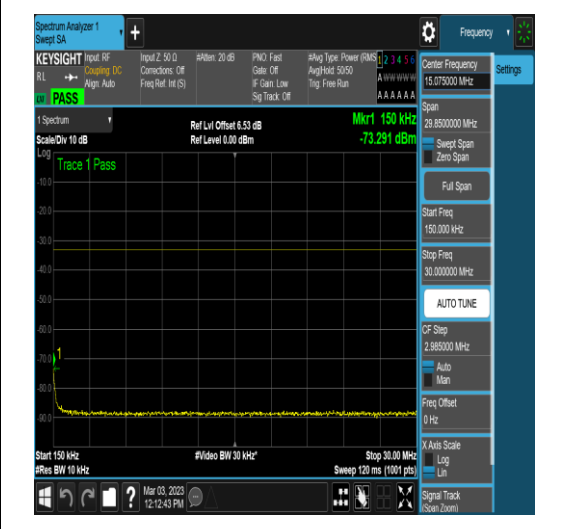 Spectrum Analyzer 1
Swept SA
Frequency
KEYSIGHT
RL
Input: RF
Coupling: DC
Align: Auto
Input Z: 50 Ω
Corrections: Off
Freq Ref: Int (S)
#Atten: 20 dB
PNO: Fast
Gate: Off
IF Gain: Low
Sig Track: Off
#Avg Type: Power (RMS
Avg|Hold: 50/50
Trig: Free Run
1 2 3 4 5 6
A W W W W W
A A A A A A
PASS
1 Spectrum
Scale/Div 10 dB
Ref Lvl Offset 6.53 dB
Ref Level 0.00 dBm
Mkr1 150 kHz
-73.291 dBm
Log
Trace 1 Pass
-10.0
-20.0
-30.0
-40.0
-50.0
-60.0
-70.0
-80.0
-90.0
1
Start 150 kHz
#Video BW 30 kHz*
Stop 30.00 MHz
#Res BW 10 kHz
Sweep 120 ms (1001 pts)
Mar 03, 2023
12:12:43 PM
Center Frequency
15.075000 MHz
Settings
Span
29.8500000 MHz
Swept Span
Zero Span
Full Span
Start Freq
150.000 kHz
Stop Freq
30.000000 MHz
AUTO TUNE
CF Step
2.985000 MHz
Auto
Man
Freq Offset
0 Hz
X Axis Scale
Log
Lin
Signal Track
(Span Zoom)